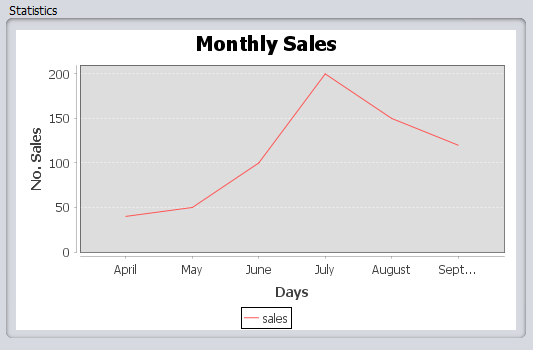 Statistics
Monthly Sales
No, Sales
200
150
100
50
0
April May June July August Sept...
Days
sales